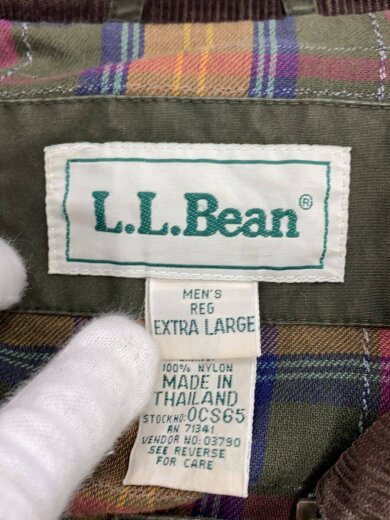 L.L.Bean®
MEN'S
REG
EXTRA LARGE
100% NYLON
MADE IN
THAILAND
STOCK NO: 0CS65
RN 71341
VENDOR NO: 03790
SEE REVERSE
FOR CARE